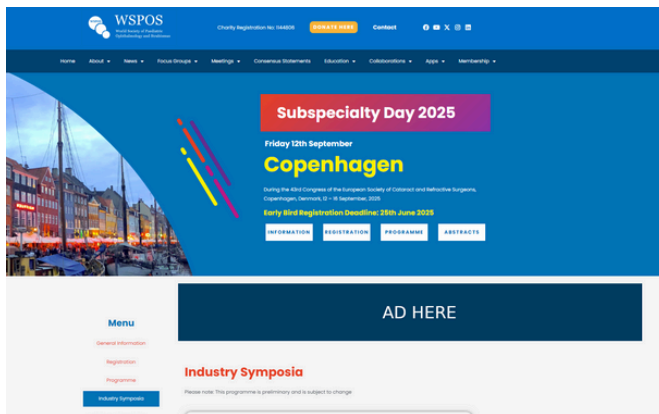 WSPOS
World Society of Paediatric
Ophthalmology and Strabismus
Charity Registration No: 1144806
DONATE HERE
Contact
Home
About
News
Focus Groups
Meetings
Consensus Statements
Education
Collaborations
Apps
Membership
Subspecialty Day 2025
Friday 12th September
Copenhagen
During the 43rd Congress of the European Society of Cataract and Refractive Surgeons,
Copenhagen, Denmark, 12 – 16 September, 2025
Early Bird Registration Deadline: 25th June 2025
INFORMATION
REGISTRATION
PROGRAMME
ABSTRACTS
AD HERE
Menu
General Information
Registration
Programme
Industry Symposia
Industry Symposia
Please note: This programme is preliminary and is subject to change.